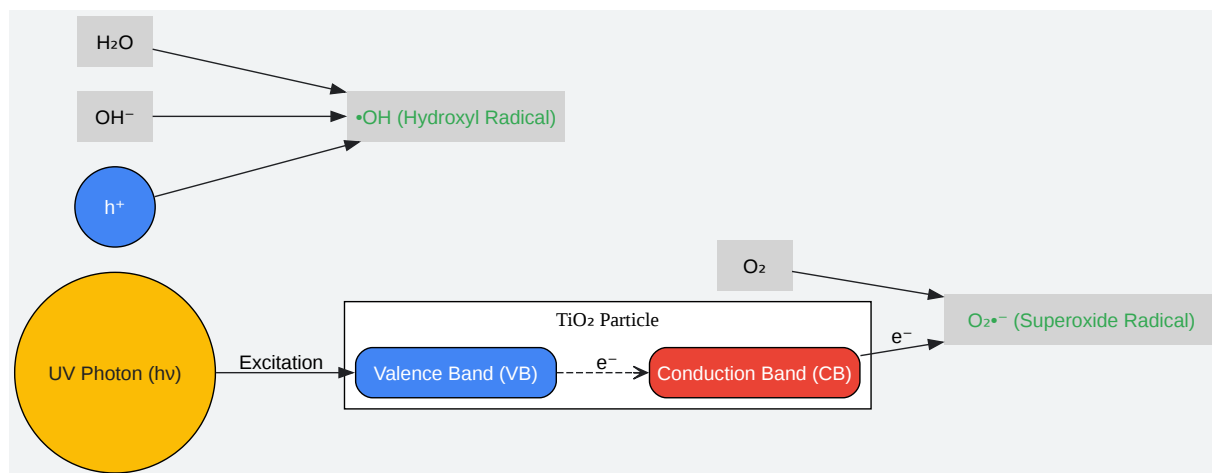 H₂O
OH⁻
•OH (Hydroxyl Radical)
h⁺
O₂
O₂•⁻ (Superoxide Radical)
TiO₂ Particle
e⁻
UV Photon (hν)
Excitation
Valence Band (VB)
e⁻
Conduction Band (CB)